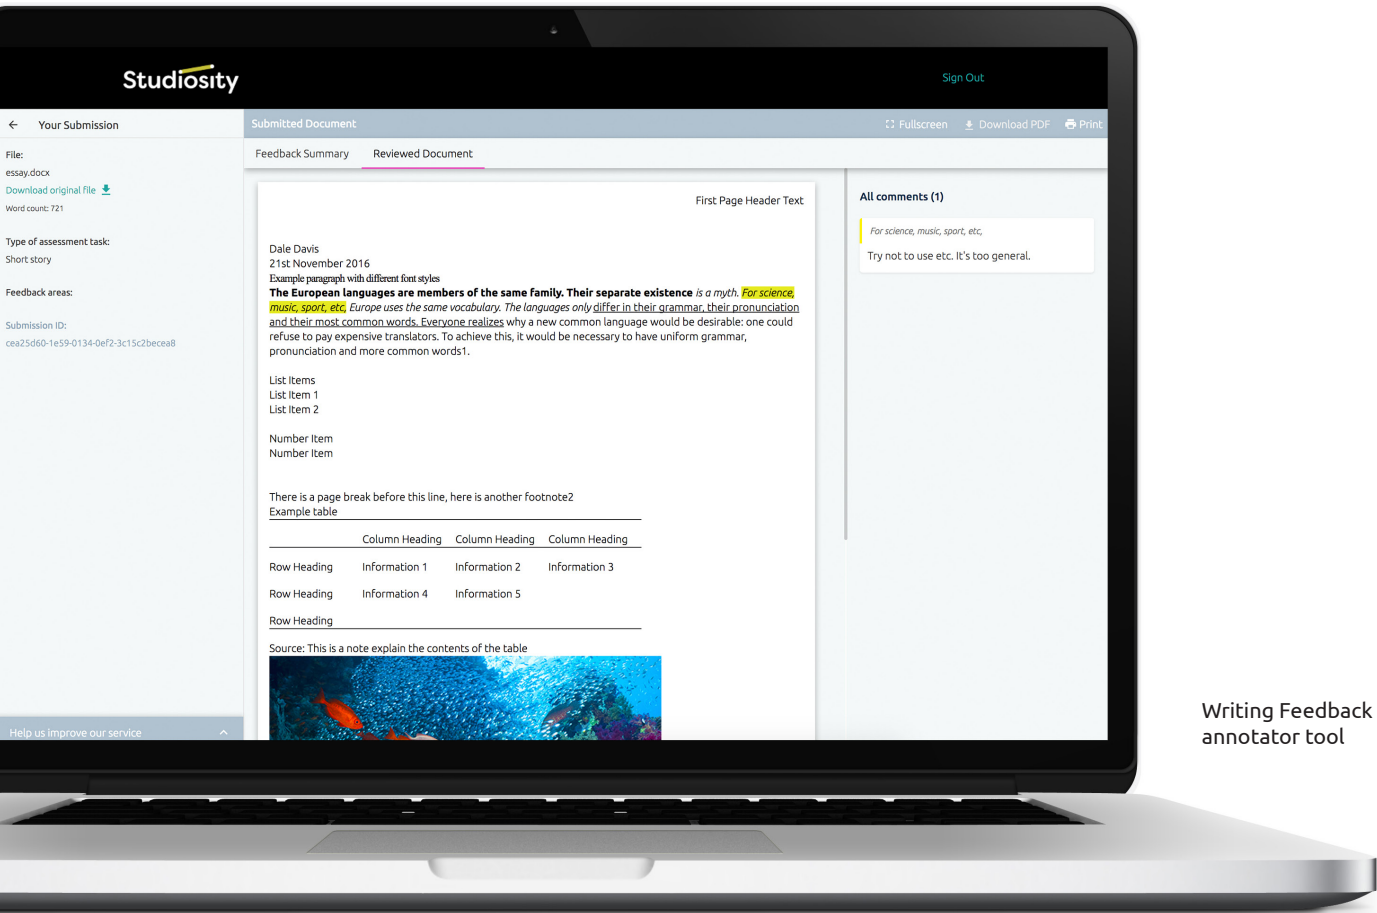 Studiosity
Sign Out
Your Submission
File:
essay.docx
Download original file
Word count: 721
Type of assessment task:
Short story
Feedback areas:
Submission ID:
cea25d60-1e59-0134-0ef2-3c15c2becea8
Help us improve our service
Submitted Document
Fullscreen
Download PDF
Print
Feedback Summary
Reviewed Document
First Page Header Text
Dale Davis
21st November 2016
Example paragraph with different font styles
The European languages are members of the same family. Their separate existence is a myth. For science,
music, sport, etc, Europe uses the same vocabulary. The languages only differ in their grammar, their pronunciation
and their most common words. Everyone realizes why a new common language would be desirable: one could
refuse to pay expensive translators. To achieve this, it would be necessary to have uniform grammar,
pronunciation and more common words1.
List Items
List Item 1
List Item 2
Number Item
Number Item
There is a page break before this line, here is another footnote2
Example table
Column Heading Column Heading Column Heading
Row Heading Information 1 Information 2 Information 3
Row Heading Information 4 Information 5
Row Heading
Source: This is a note explain the contents of the table
All comments (1)
For science, music, sport, etc,
Try not to use etc. It's too general.
Writing Feedback
annotator tool